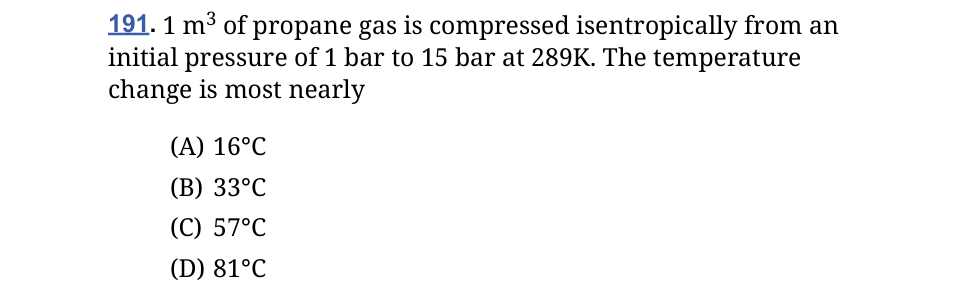 191. 1 m³ of propane gas is compressed isentropically from an
initial pressure of 1 bar to 15 bar at 289K. The temperature
change is most nearly
(A) 16°C
(B) 33°C
(C) 57°C
(D) 81°C